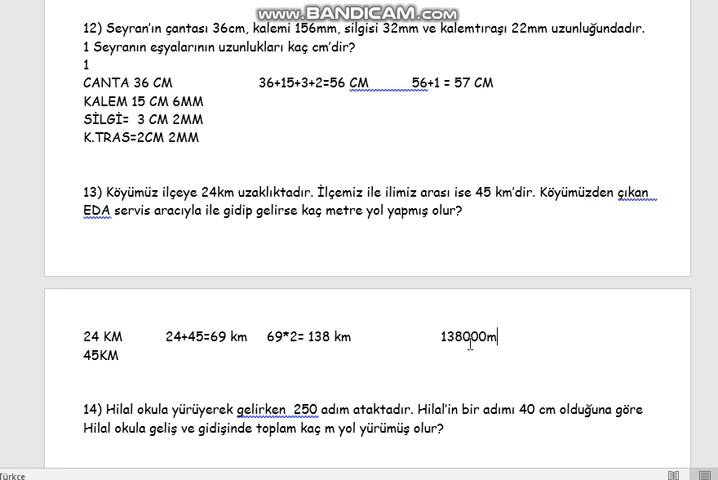 www.BANDICAM.com
12) Seyran'ın çantası 36cm, kalemi 156mm, silgisi 32mm ve kalemtıraşı 22mm uzunluğundadır.
1 Seyranın eşyalarının uzunlukları kaç cm'dir?
1
CANTA 36 CM 36+15+3+2=56 CM 56+1 = 57 CM
KALEM 15 CM 6MM
SİLGİ= 3 CM 2MM
K.TRAS=2CM 2MM
13) Köyümüz ilçeye 24km uzaklıktadır. İlçemiz ile ilimiz arası ise 45 km'dir. Köyümüzden çıkan
EDA servis aracıyla ile gidip gelirse kaç metre yol yapmış olur?
24 KM 24+45=69 km 69*2= 138 km 138000m
45KM
14) Hilal okula yürüyerek gelirken 250 adım ataktadır. Hilal'in bir adımı 40 cm olduğuna göre
Hilal okula geliş ve gidişinde toplam kaç m yol yürümüş olur?
Türkçe